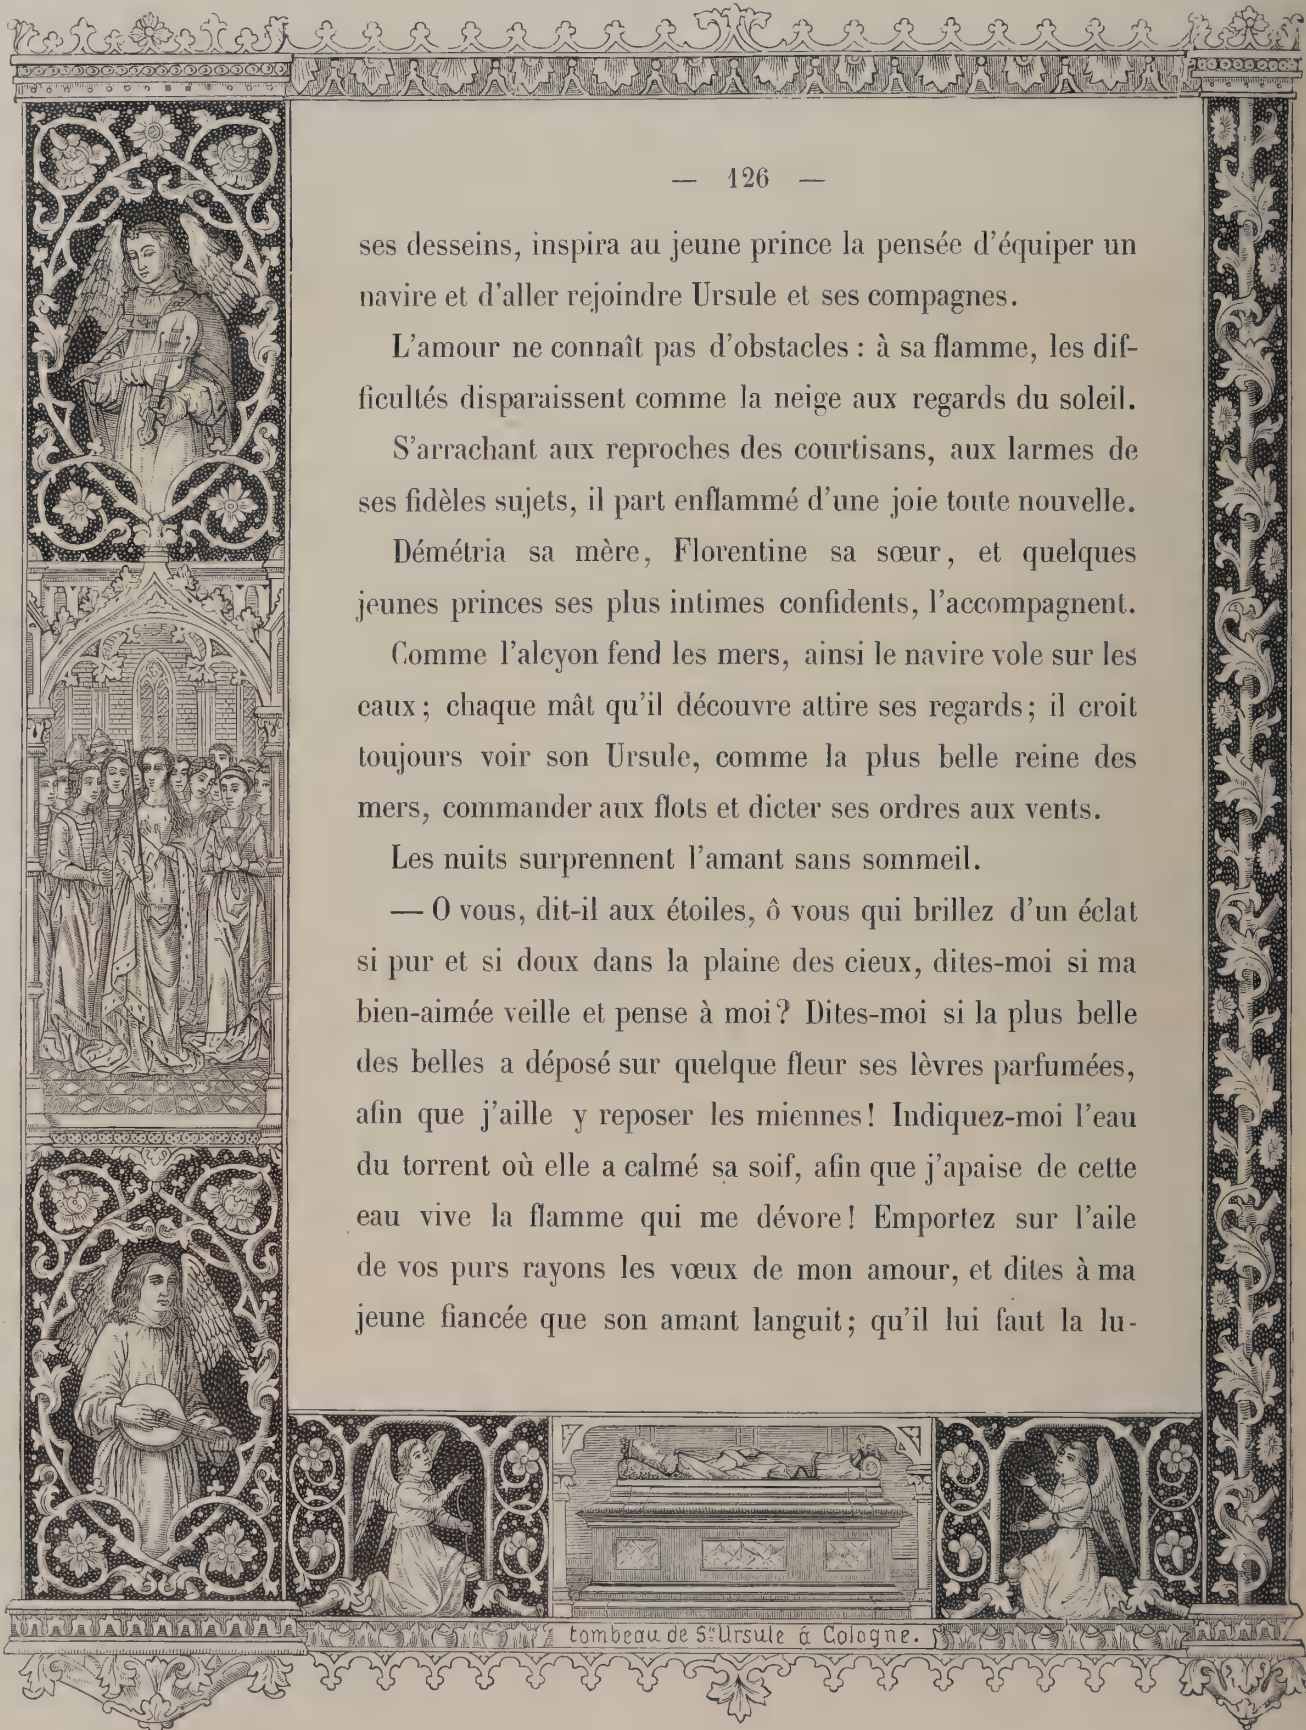 — 126 —
ses desseins, inspira au jeune prince la pensée d'équiper un
navire et d'aller rejoindre Ursule et ses compagnes.
L'amour ne connaît pas d'obstacles : à sa flamme, les dif-
ficultés disparaissent comme la neige aux regards du soleil.
S'arrachant aux reproches des courtisans, aux larmes de
ses fidèles sujets, il part enflammé d'une joie toute nouvelle.
Démétria sa mère, Florentine sa sœur, et quelques
jeunes princes ses plus intimes confidents, l'accompagnent.
Comme l'alcyon fend les mers, ainsi le navire vole sur les
eaux; chaque mât qu'il découvre attire ses regards; il croit
toujours voir son Ursule, comme la plus belle reine des
mers, commander aux flots et dicter ses ordres aux vents.
Les nuits surprennent l'amant sans sommeil.
— O vous, dit-il aux étoiles, ô vous qui brillez d'un éclat
si pur et si doux dans la plaine des cieux, dites-moi si ma
bien-aimée veille et pense à moi? Dites-moi si la plus belle
des belles a déposé sur quelque fleur ses lèvres parfumées,
afin que j'aille y reposer les miennes! Indiquez-moi l'eau
du torrent où elle a calmé sa soif, afin que j'apaise de cette
eau vive la flamme qui me dévore! Emportez sur l'aile
de vos purs rayons les vœux de mon amour, et dites à ma
jeune fiancée que son amant languit; qu'il lui faut la lu-
tombeau de S.te Ursule à Cologne.